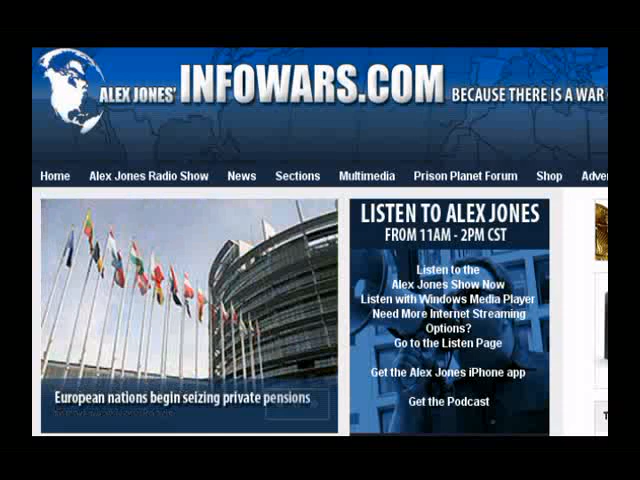 ALEX JONES' INFOWARS.COM BECAUSE THERE IS A WAR
Home Alex Jones Radio Show News Sections Multimedia Prison Planet Forum Shop Adver
LISTEN TO ALEX JONES
FROM 11AM - 2PM CST
Listen to the
Alex Jones Show Now
Listen with Windows Media Player
Need More Internet Streaming
Options?
Go to the Listen Page
Get the Alex Jones iPhone app
Get the Podcast
European nations begin seizing private pensions